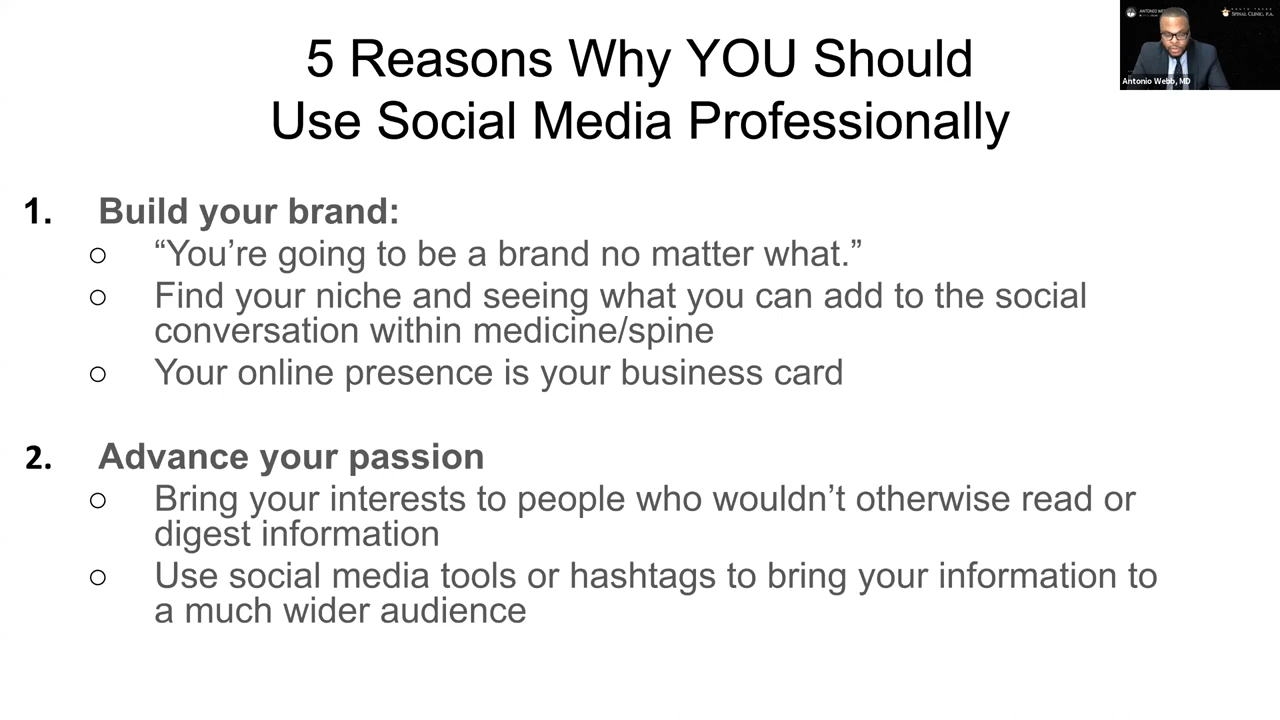 5 Reasons Why YOU Should
Use Social Media Professionally
1. Build your brand:
○ “You’re going to be a brand no matter what.”
○ Find your niche and seeing what you can add to the social
conversation within medicine/spine
○ Your online presence is your business card
2. Advance your passion
○ Bring your interests to people who wouldn’t otherwise read or
digest information
○ Use social media tools or hashtags to bring your information to
a much wider audience
SPINAL CLINIC, P.A.
Antonio Webb, MD